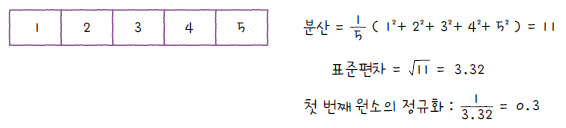 1 2 3 4 5
분산 = 1/5 ( 1² + 2² + 3² + 4² + 5² ) = 11
표준편차 = √11 = 3.32
첫 번째 원소의 정규화 : 1/3.32 = 0.3